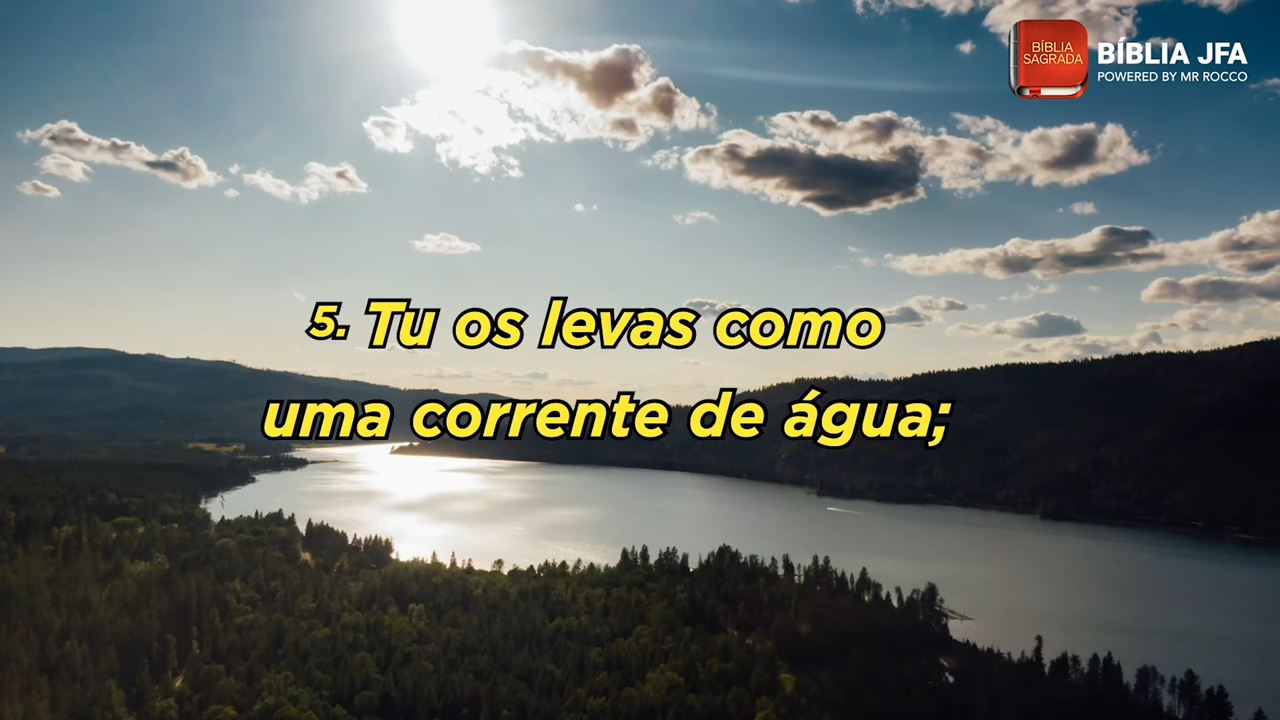 BÍBLIA
SAGRADA
BÍBLIA JFA
POWERED BY MR ROCCO
5. Tu os levas como
uma corrente de água;